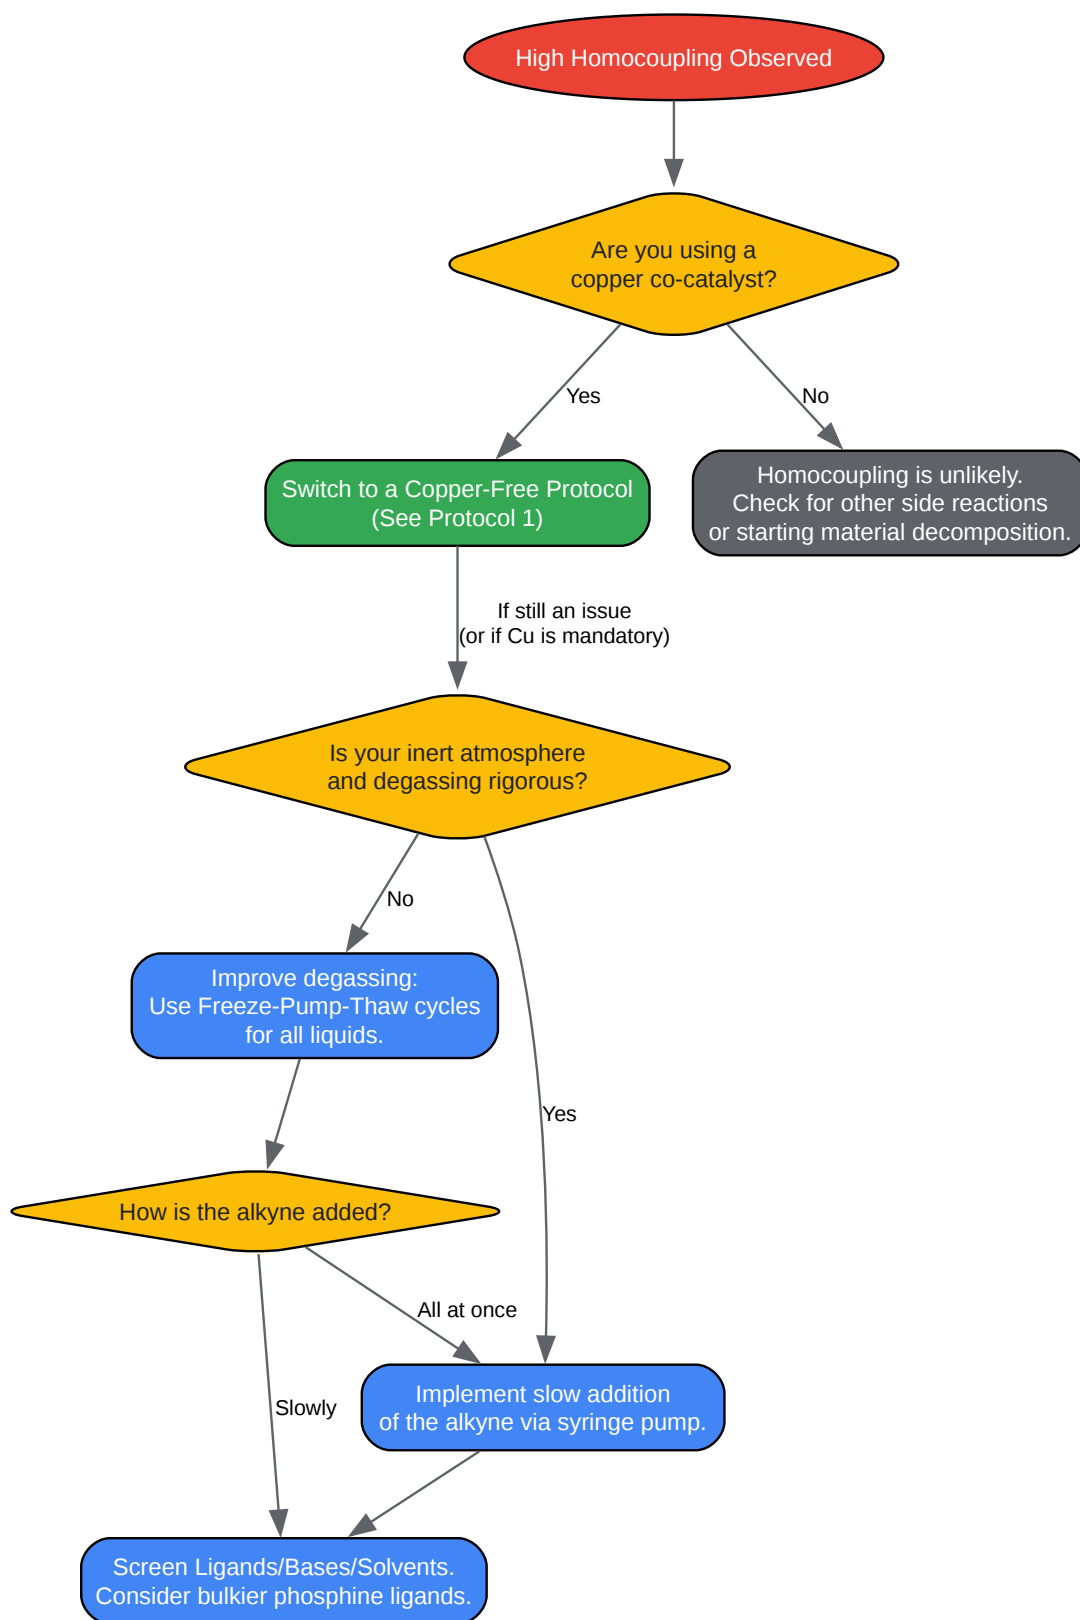 High Homocoupling Observed
Are you using a
copper co-catalyst?
Yes
No
Switch to a Copper-Free Protocol
(See Protocol 1)
Homocoupling is unlikely.
Check for other side reactions
or starting material decomposition.
If still an issue
(or if Cu is mandatory)
Is your inert atmosphere
and degassing rigorous?
No
Improve degassing:
Use Freeze-Pump-Thaw cycles
for all liquids.
Yes
How is the alkyne added?
All at once
Implement slow addition
of the alkyne via syringe pump.
Slowly
Screen Ligands/Bases/Solvents.
Consider bulkier phosphine ligands.